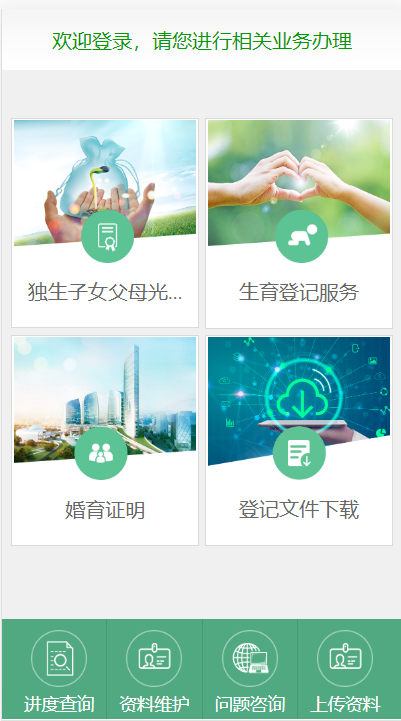 欢迎登录，请您进行相关业务办理
独生子女父母光...
生育登记服务
婚育证明
登记文件下载
进度查询
资料维护
问题咨询
上传资料